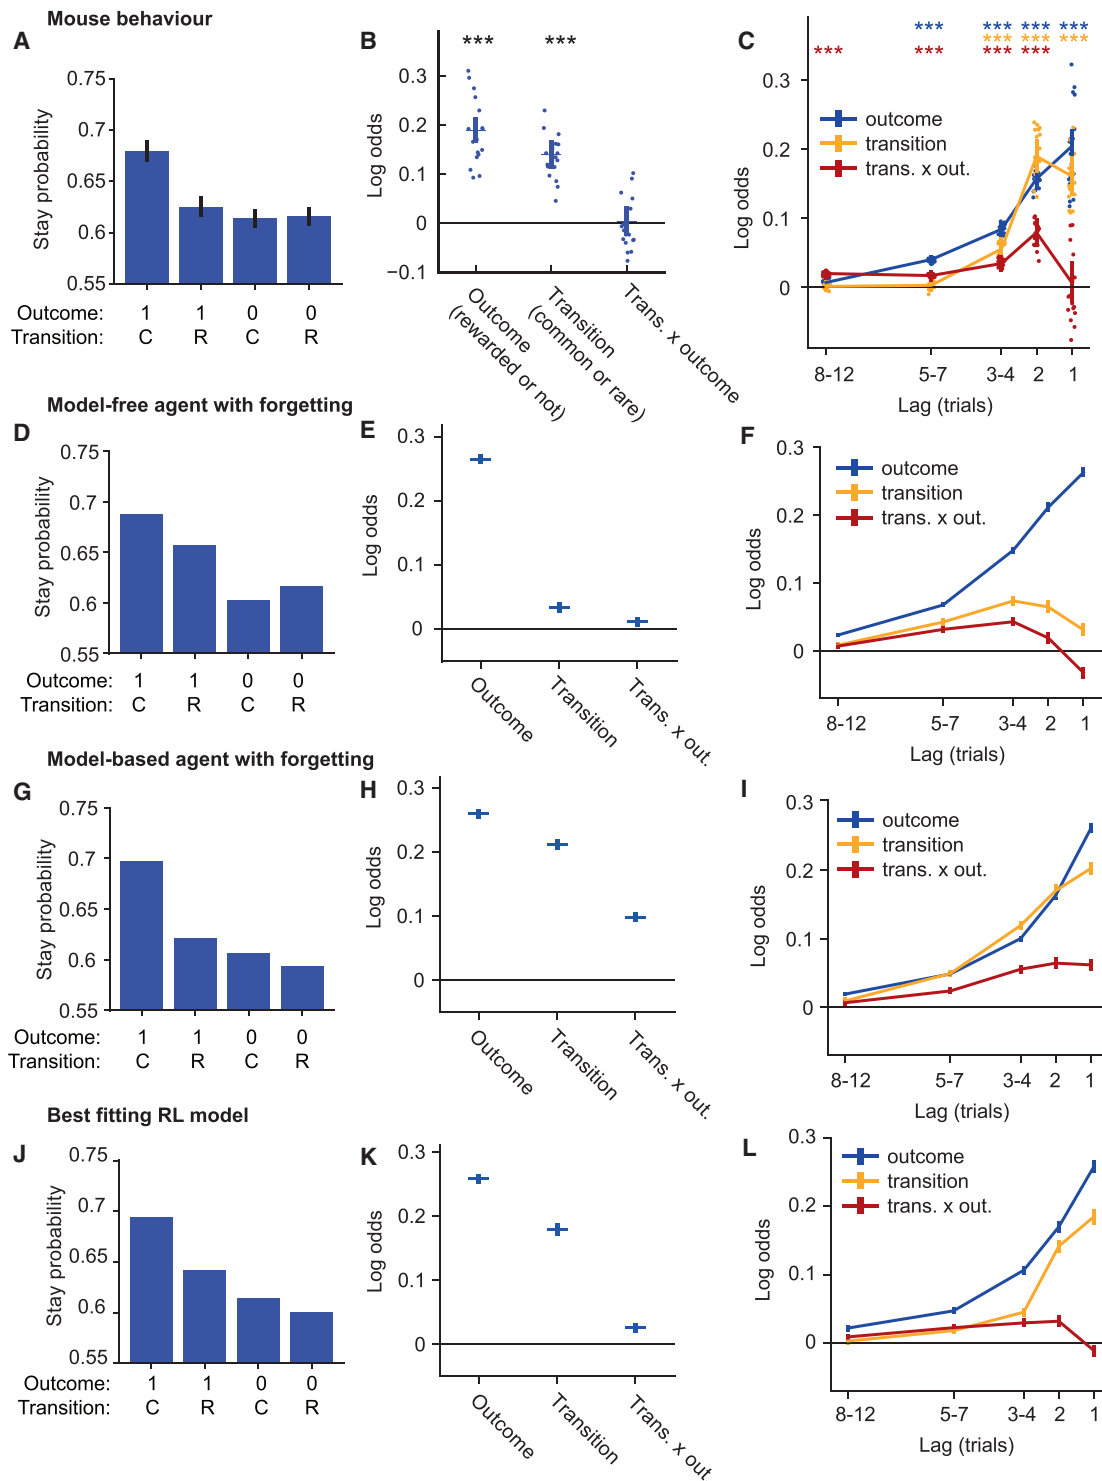 Mouse behaviour
A
0.75
0.7
0.65
0.6
0.55
Stay probability
Outcome: 1 1 0 0
Transition: C R C R
B
*** ***
0.3
0.2
0.1
0
−0.1
Log odds
Outcome
(rewarded or not)
Transition
(common or rare)
Trans. x outcome
C
*** *** *** ***
*** *** ***
*** *** *** ***
0.3
0.2
0.1
0
Log odds
outcome
transition
trans. x out.
8-12 5-7 3-4 2 1
Lag (trials)
Model-free agent with forgetting
D
0.75
0.7
0.65
0.6
0.55
Stay probability
Outcome: 1 1 0 0
Transition: C R C R
E
0.3
0.2
0.1
0
Log odds
Outcome
Transition
Trans. x out.
F
0.3
0.2
0.1
0
Log odds
outcome
transition
trans. x out.
8-12 5-7 3-4 2 1
Lag (trials)
Model-based agent with forgetting
G
0.75
0.7
0.65
0.6
0.55
Stay probability
Outcome: 1 1 0 0
Transition: C R C R
H
0.3
0.2
0.1
0
Log odds
Outcome
Transition
Trans. x out.
I
0.3
0.2
0.1
0
Log odds
outcome
transition
trans. x out.
8-12 5-7 3-4 2 1
Lag (trials)
Best fitting RL model
J
0.75
0.7
0.65
0.6
0.55
Stay probability
Outcome: 1 1 0 0
Transition: C R C R
K
0.3
0.2
0.1
0
Log odds
Outcome
Transition
Trans. x out
L
0.3
0.2
0.1
0
Log odds
outcome
transition
trans. x out.
8-12 5-7 3-4 2 1
Lag (trials)